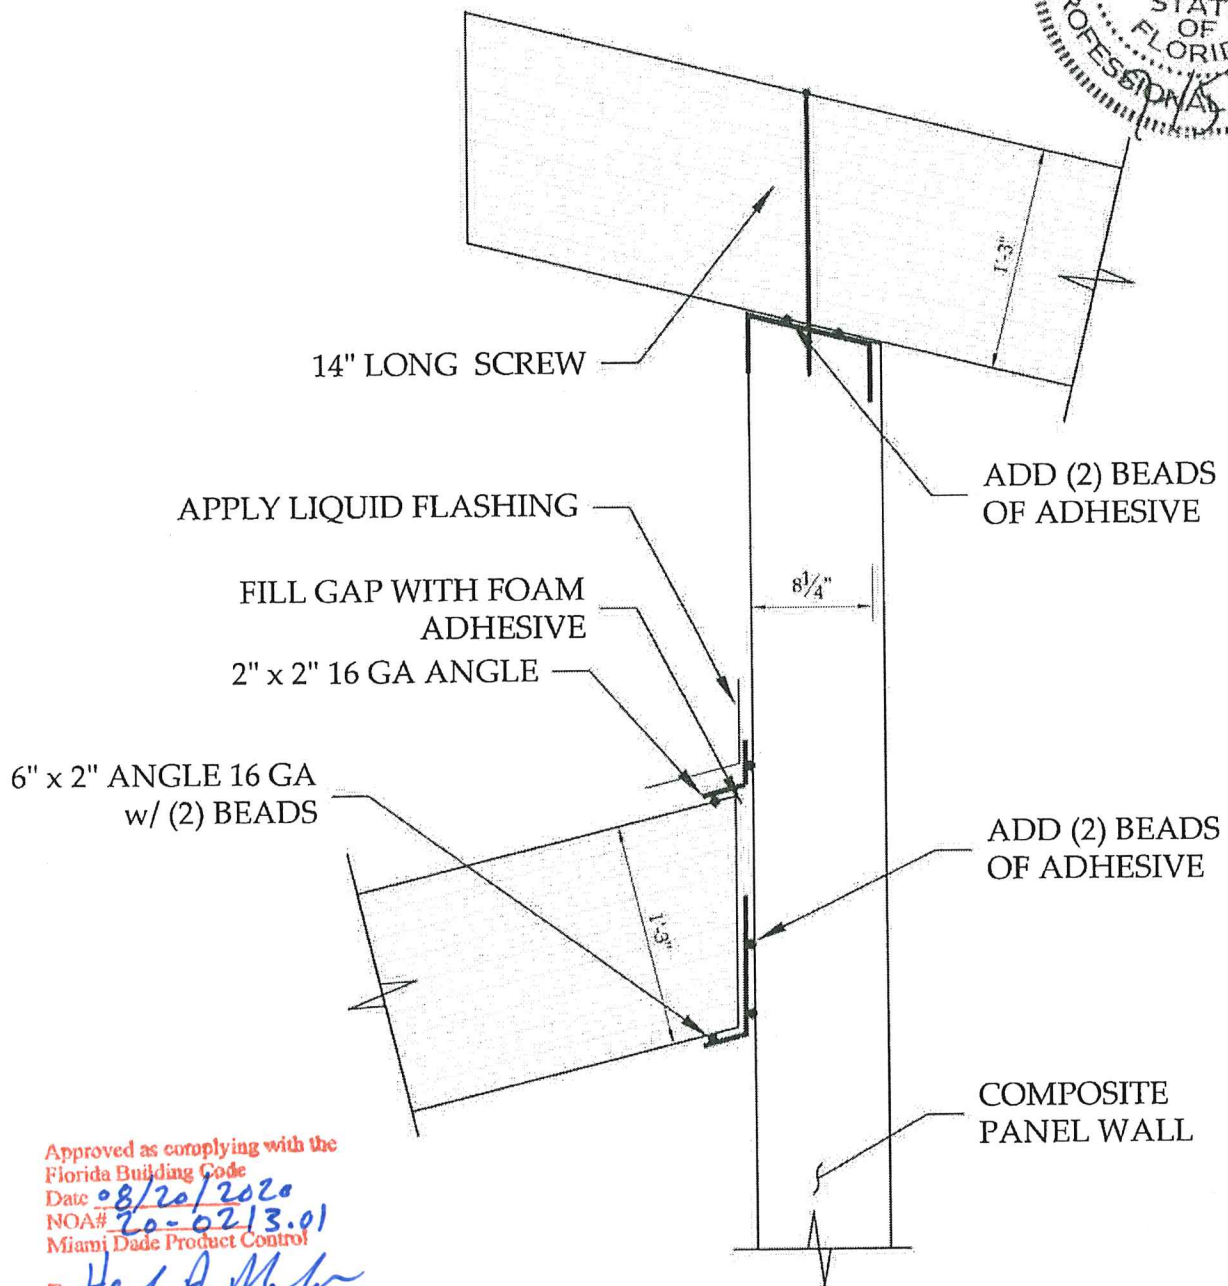 STAT
OF
FLORID
ROFESSIONAL
1'-3"
14" LONG SCREW
ADD (2) BEADS
OF ADHESIVE
APPLY LIQUID FLASHING
8¼"
FILL GAP WITH FOAM
ADHESIVE
2" x 2" 16 GA ANGLE
6" x 2" ANGLE 16 GA
w/ (2) BEADS
ADD (2) BEADS
OF ADHESIVE
1'-3"
COMPOSITE
PANEL WALL
Approved as complying with the
Florida Building Code
Date 08/20/2020
NOA# 20-0213.01
Miami Dade Product Control